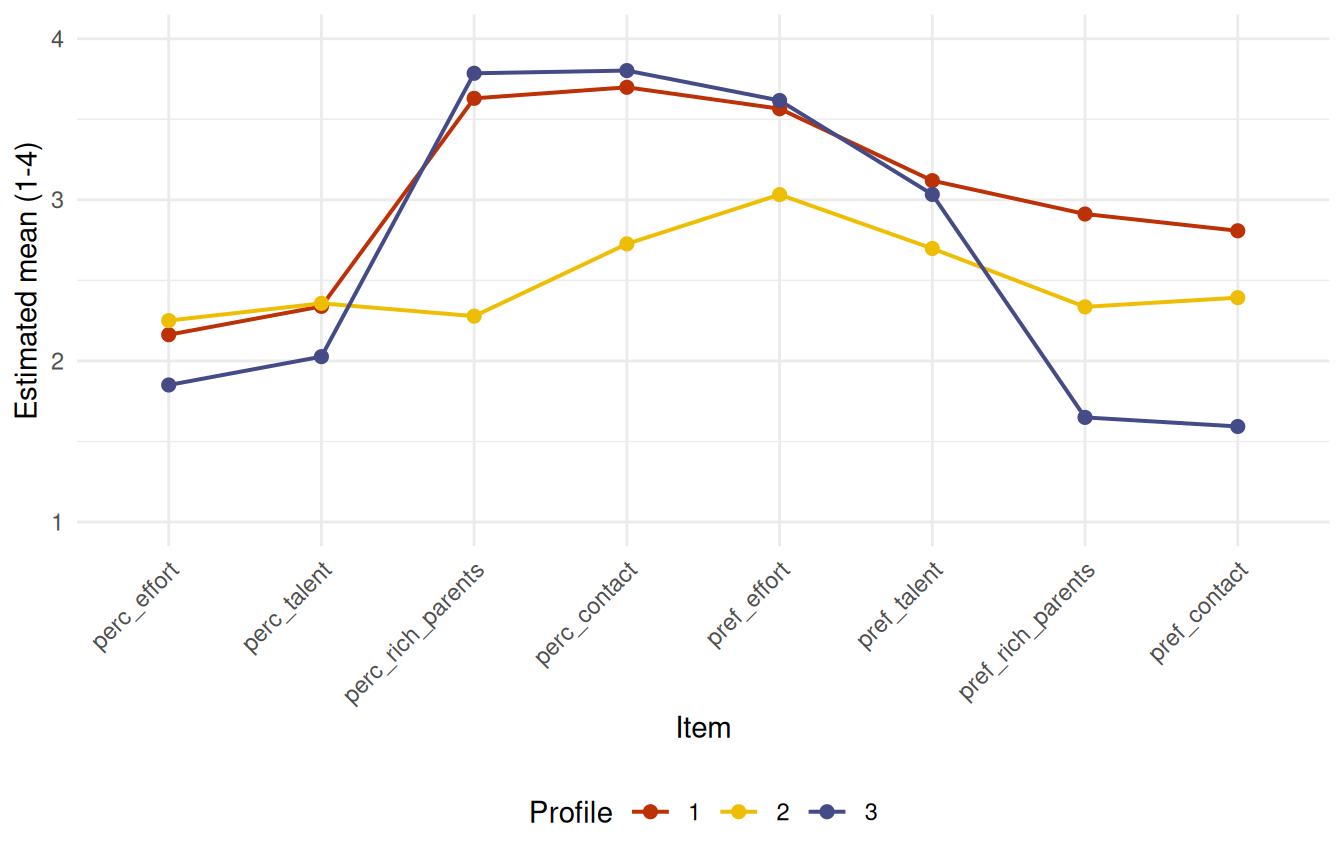 Estimated mean (1-4)
4
3
2
1
perc_effort
perc_talent
perc_rich_parents
perc_contact
pref_effort
pref_talent
pref_rich_parents
pref_contact
Item
Profile 1 2 3